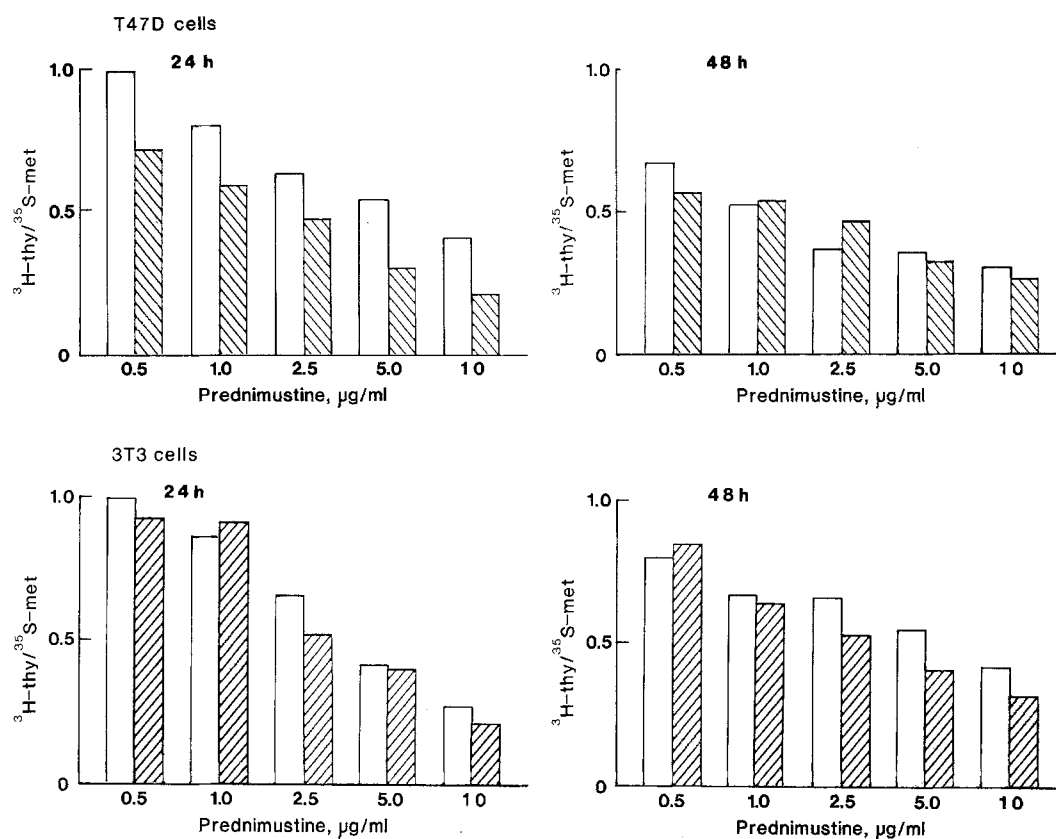 T47D cells
24 h
48 h
1.0
1.0
0.5
0.5
0
0
³H-thy/³⁵S-met
³H-thy/³⁵S-met
0.5 1.0 2.5 5.0 10
0.5 1.0 2.5 5.0 10
Prednimustine, µg/ml
Prednimustine, µg/ml
3T3 cells
24 h
48 h
1.0
1.0
0.5
0.5
0
0
³H-thy/³⁵S-met
³H-thy/³⁵S-met
0.5 1.0 2.5 5.0 10
0.5 1.0 2.5 5.0 10
Prednimustine, µg/ml
Prednimustine, µg/ml